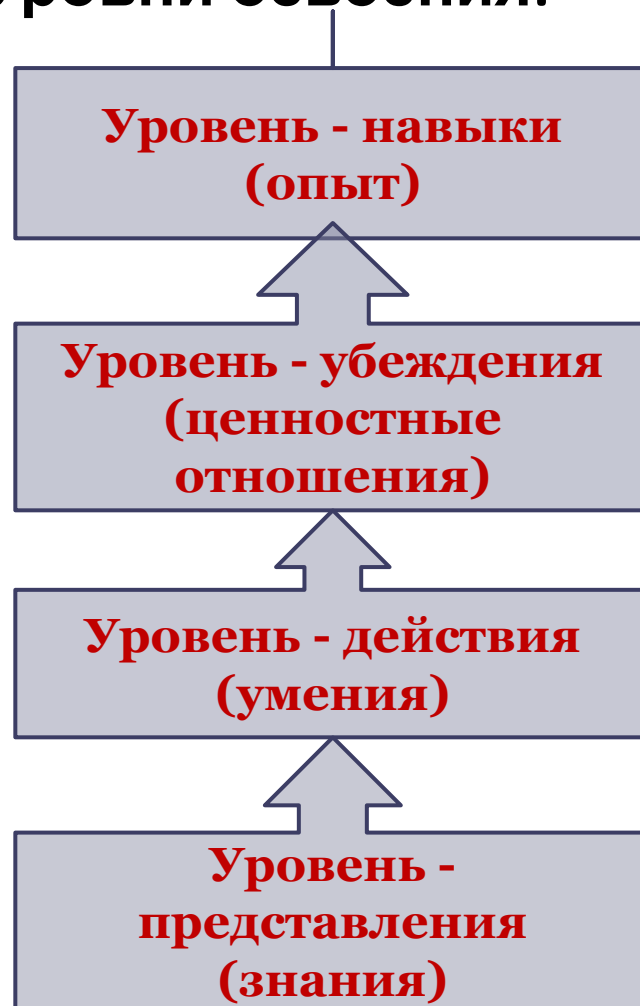 Уровень - навыки
(опыт)
Уровень - убеждения
(ценностные
отношения)
Уровень - действия
(умения)
Уровень -
представления
(знания)